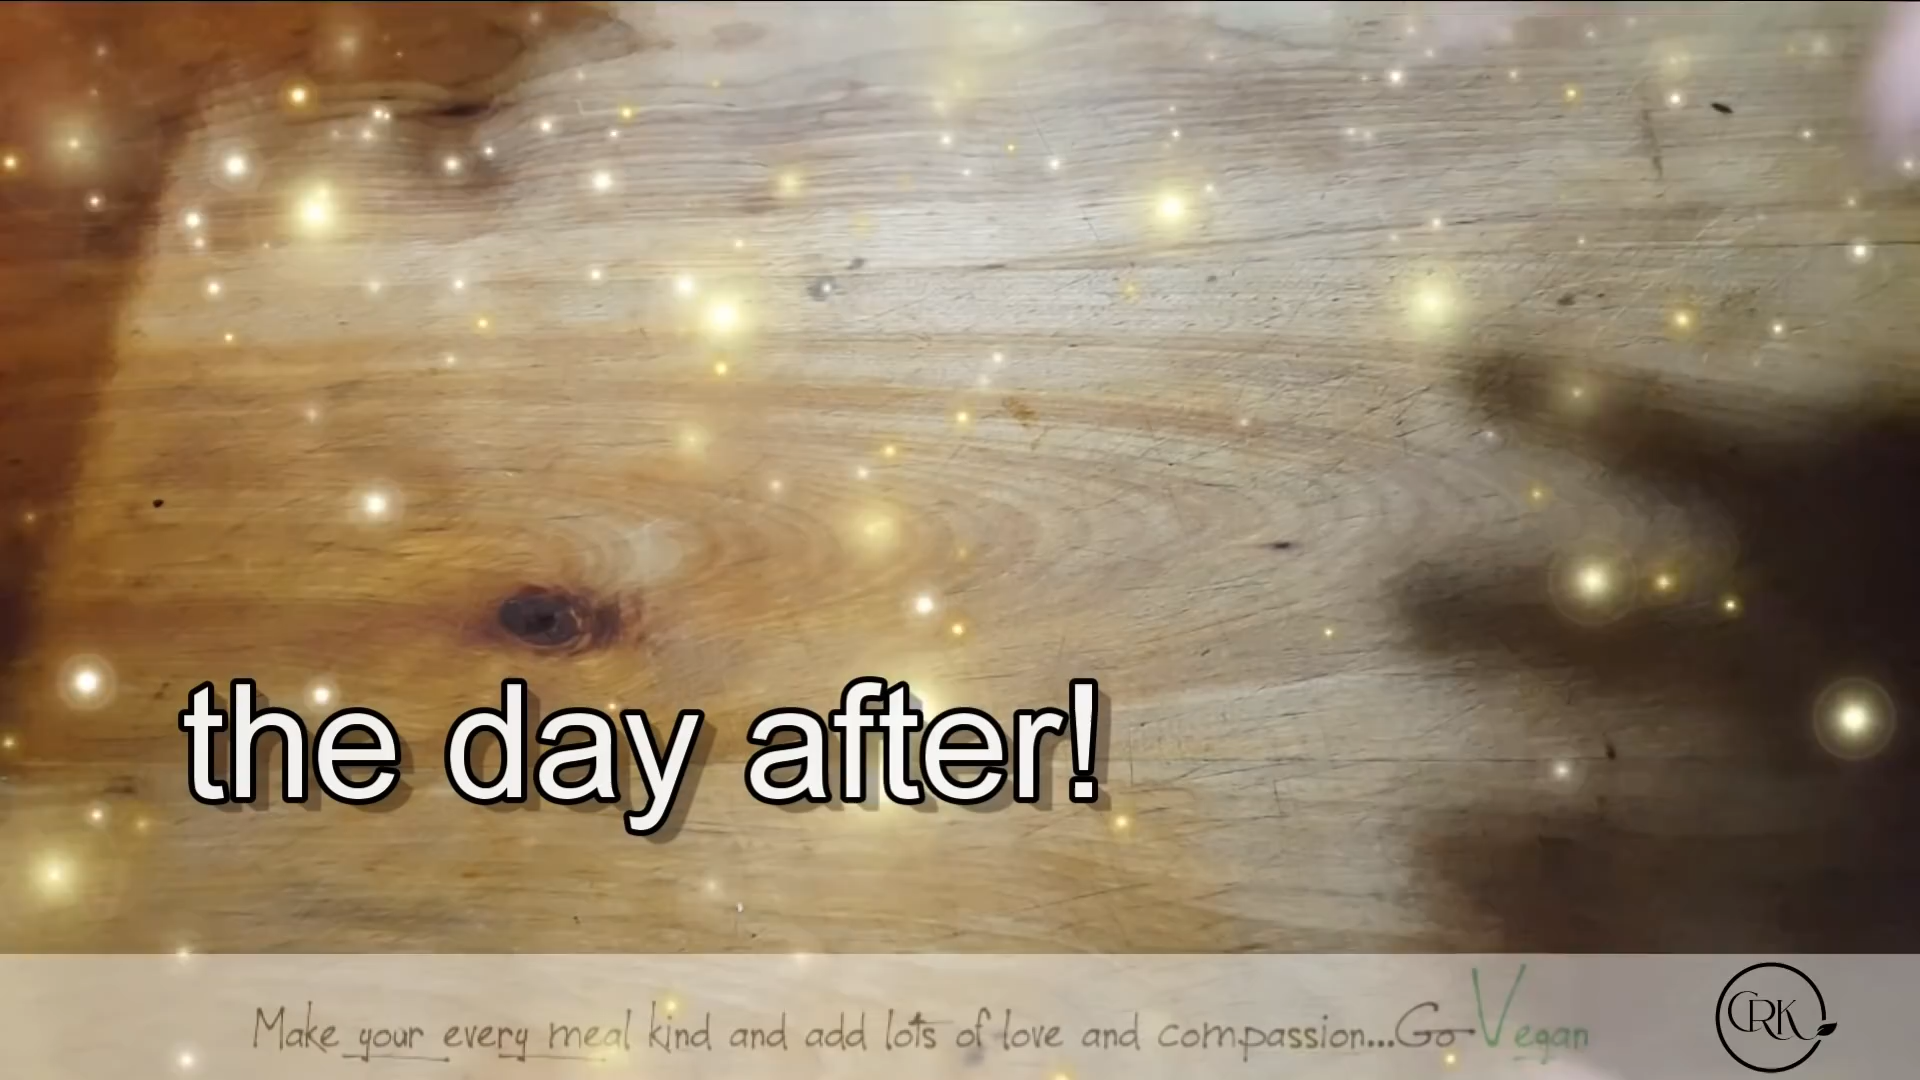 the day after!
Make your every meal kind and add lots of love and compassion...Go Vegan
CRK